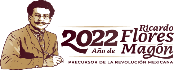 2022 Ricardo
Flores
Año de Magón
PRECURSOR DE LA REVOLUCIÓN MEXICANA